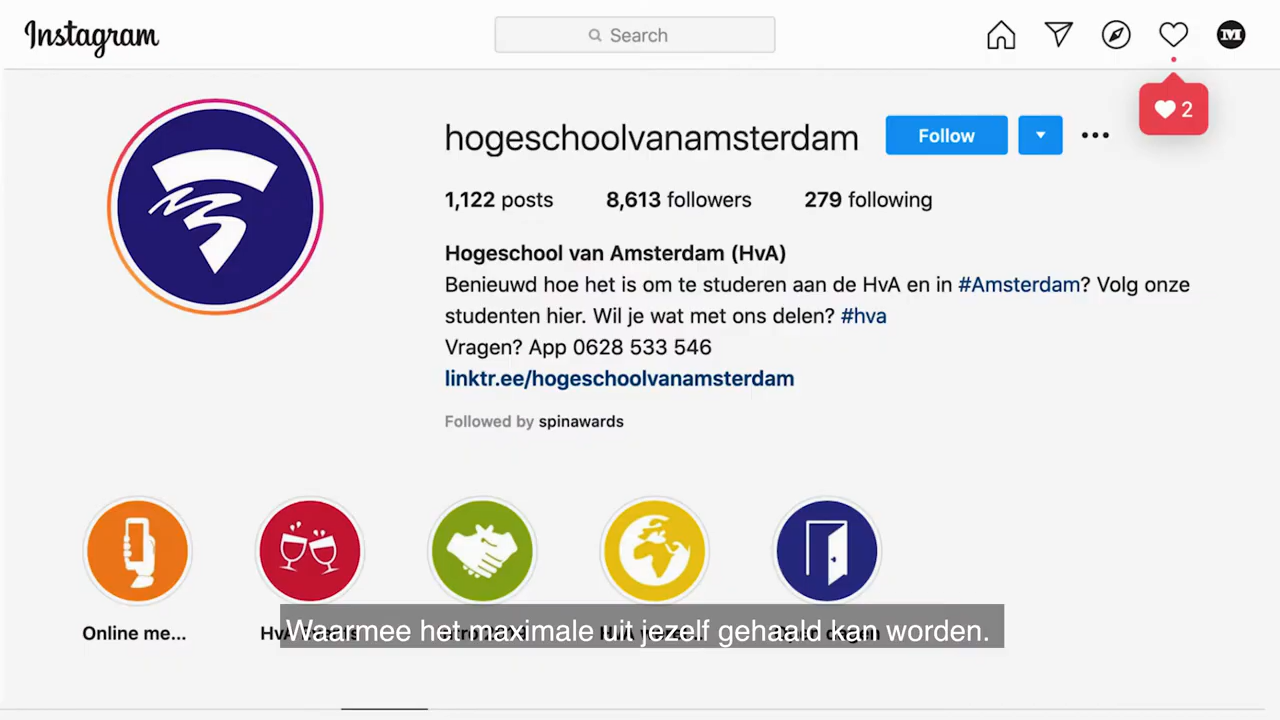 Instagram
Search
M
2
hogeschoolvanamsterdam
Follow
1,122 posts
8,613 followers
279 following
Hogeschool van Amsterdam (HvA)
Benieuwd hoe het is om te studeren aan de HvA en in #Amsterdam? Volg onze
studenten hier. Wil je wat met ons delen? #hva
Vragen? App 0628 533 546
linktr.ee/hogeschoolvanamsterdam
Followed by spinawards
Online me...
Waarmee het maximale uit jezelf gehaald kan worden.